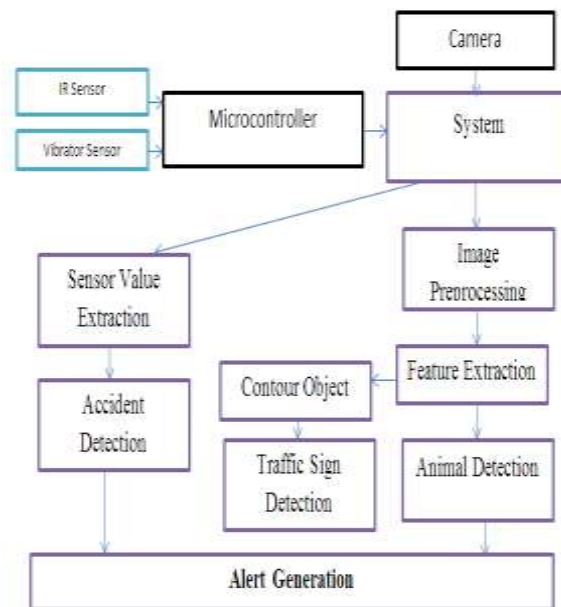 Camera
IR Sensor
Microcontroller
System
Vibrator Sensor
Sensor Value
Extraction
Image
Preprocessing
Accident
Detection
Contour Object
Feature Extraction
Traffic Sign
Detection
Animal Detection
Alert Generation